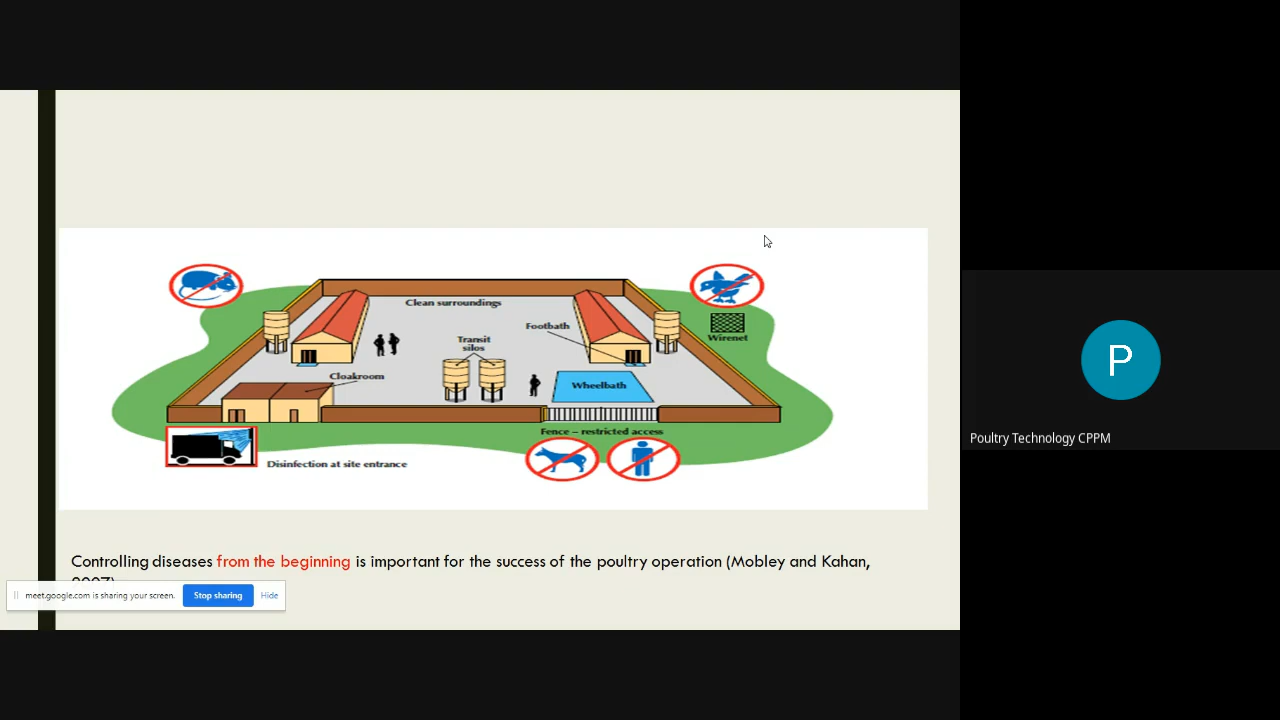 Clean surroundings
Footbath
Transit
silos
Wirenet
Cloakroom
Wheelbath
Fence – restricted access
Disinfection at site entrance
Controlling diseases from the beginning is important for the success of the poultry operation (Mobley and Kahan,
meet.google.com is sharing your screen. Stop sharing Hide
P
Poultry Technology CPPM